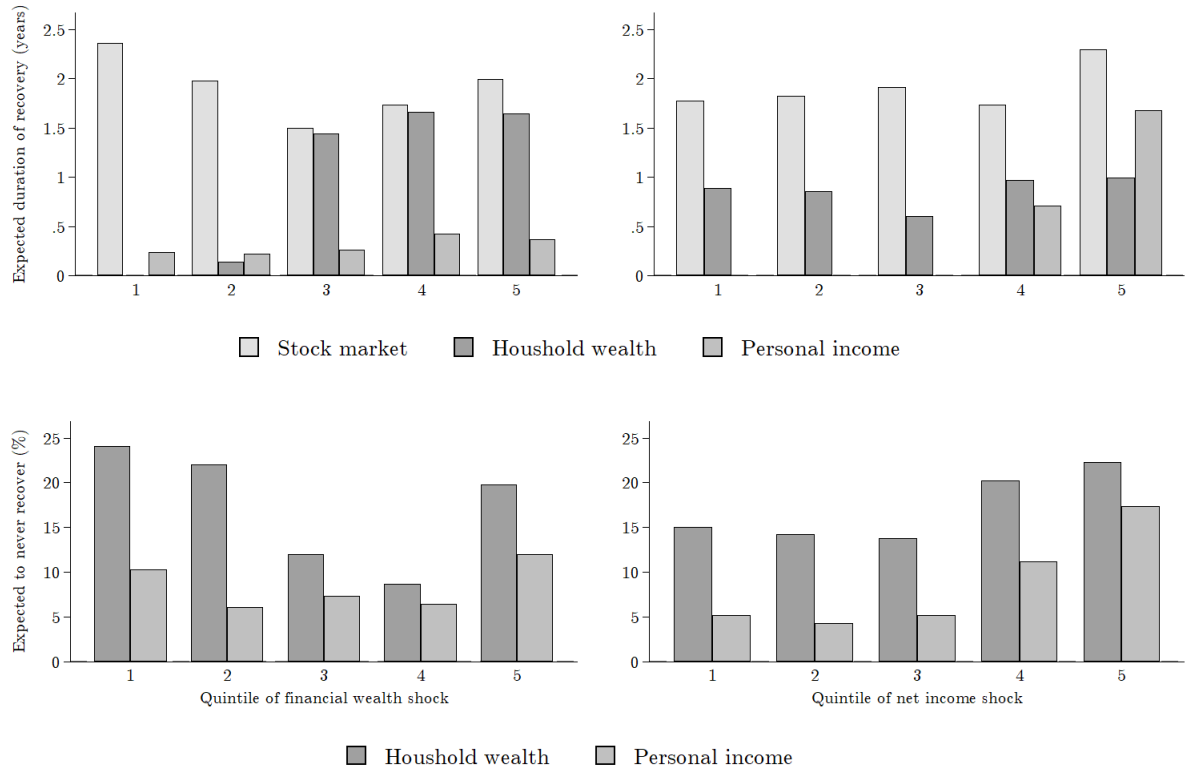 Expected duration of recovery (years)
2.5
2
1.5
1
.5
0
1 2 3 4 5
2.5
2
1.5
1
.5
0
1 2 3 4 5
Stock market Houshold wealth Personal income
Expected to never recover (%)
25
20
15
10
5
0
1 2 3 4 5
Quintile of financial wealth shock
25
20
15
10
5
0
1 2 3 4 5
Quintile of net income shock
Houshold wealth Personal income